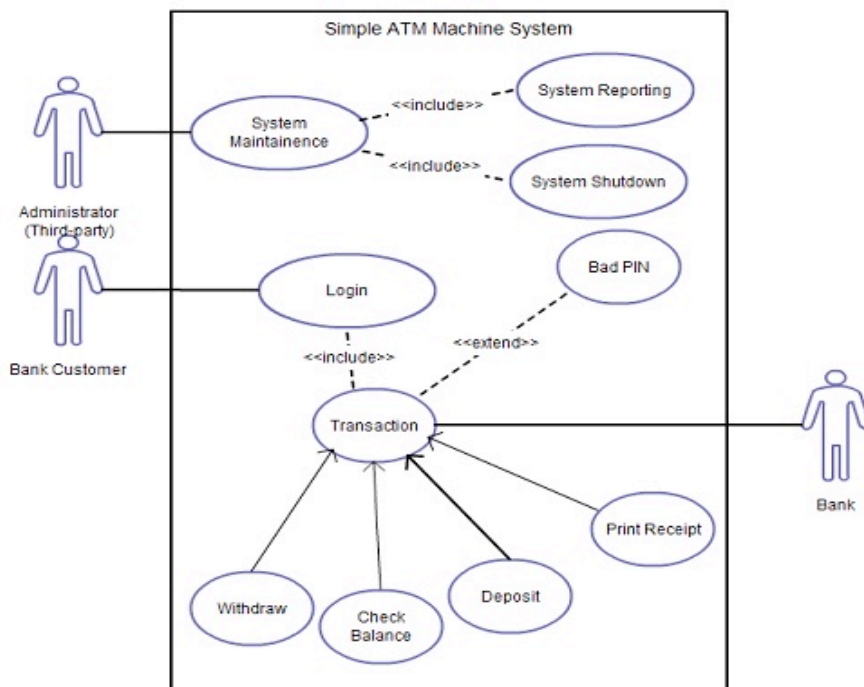 Simple ATM Machine System
System Reporting
<<include>>
System
Maintainence
<<include>>
System Shutdown
Administrator
(Third-party)
Bad PIN
Login
<<extend>>
<<include>>
Bank Customer
Transaction
Bank
Print Receipt
Withdraw
Check
Balance
Deposit